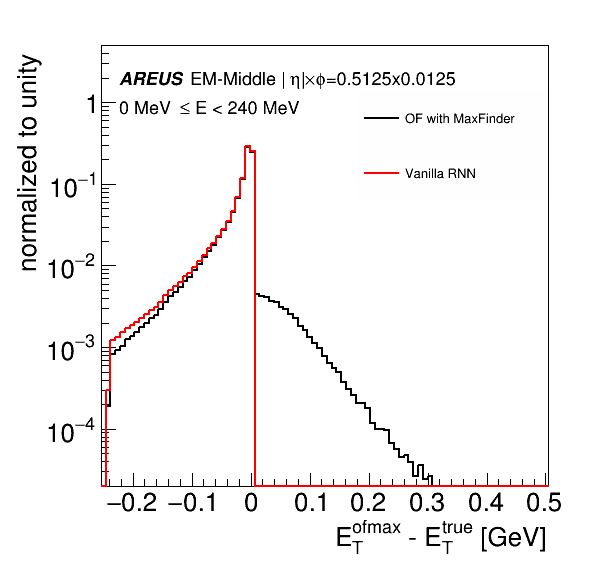 normalized to unity
AREUS EM-Middle | η|×ϕ=0.5125x0.0125
0 MeV ≤ E < 240 MeV
OF with MaxFinder
Vanilla RNN
1
10⁻¹
10⁻²
10⁻³
10⁻⁴
−0.2 −0.1 0 0.1 0.2 0.3 0.4 0.5
E_T^ofmax - E_T^true [GeV]